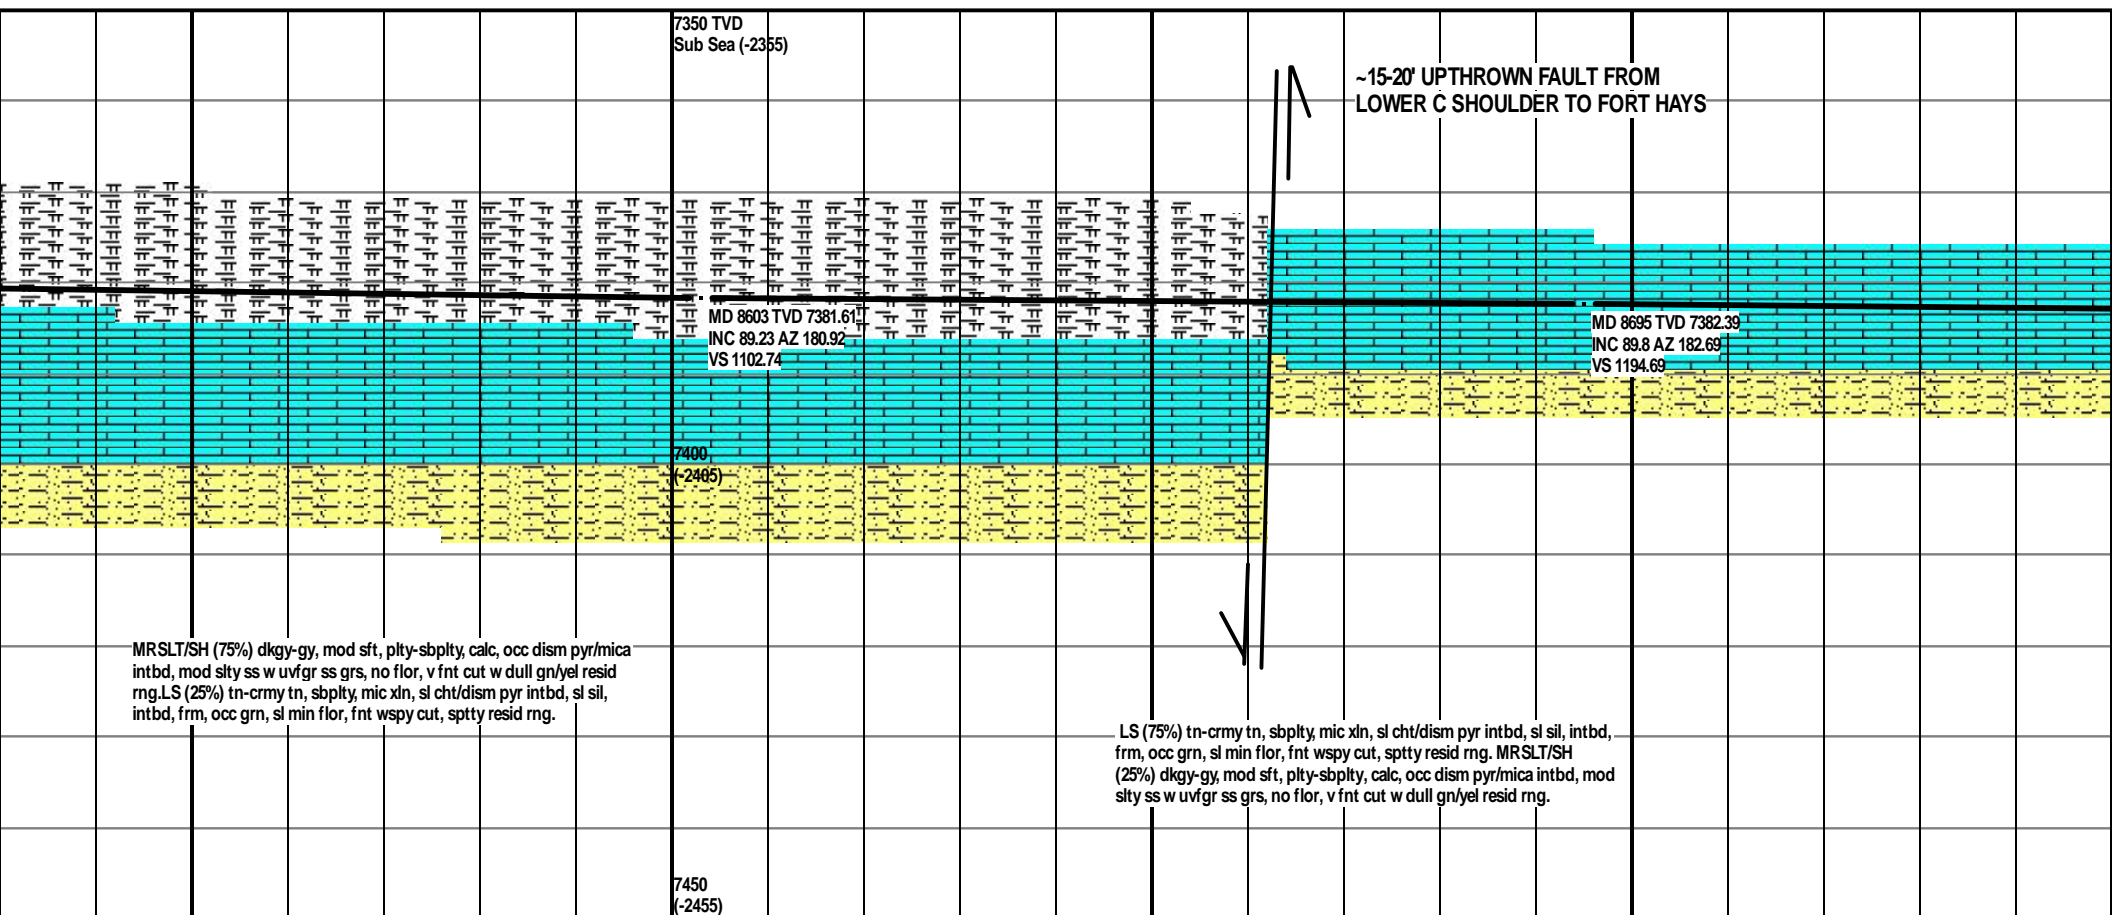 7350 TVD
Sub Sea (-2355)
~15-20' UPTHROWN FAULT FROM
LOWER C SHOULDER TO FORT HAYS
MD 8603 TVD 7381.61
INC 89.23 AZ 180.92
VS 1102.74
MD 8695 TVD 7382.39
INC 89.8 AZ 182.69
VS 1194.69
7400
(-2405)
MRSLT/SH (75%) dkgy-gy, mod sft, plty-sbplty, calc, occ dism pyr/mica
intbd, mod slty ss w uvfgr ss grs, no flor, v fnt cut w dull gn/yel resid
rng.LS (25%) tn-crmy tn, sbplty, mic xln, sl cht/dism pyr intbd, sl sil,
intbd, frm, occ grn, sl min flor, fnt wspy cut, sptty resid rng.
LS (75%) tn-crmy tn, sbplty, mic xln, sl cht/dism pyr intbd, sl sil, intbd,
frm, occ grn, sl min flor, fnt wspy cut, sptty resid rng. MRSLT/SH
(25%) dkgy-gy, mod sft, plty-sbplty, calc, occ dism pyr/mica intbd, mod
slty ss w uvfgr ss grs, no flor, v fnt cut w dull gn/yel resid rng.
7450
(-2455)